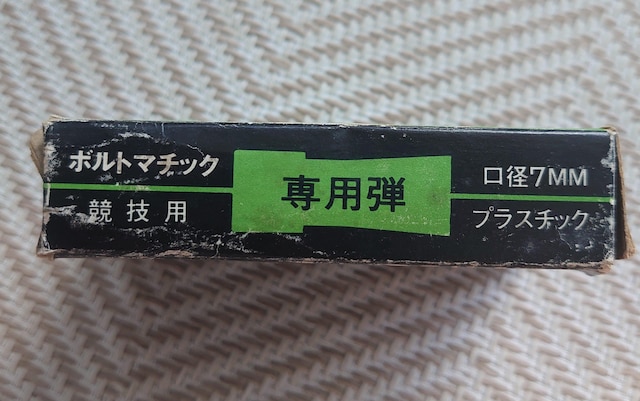 ボルトマチック
競技用
専用弾
口径7MM
プラスチック